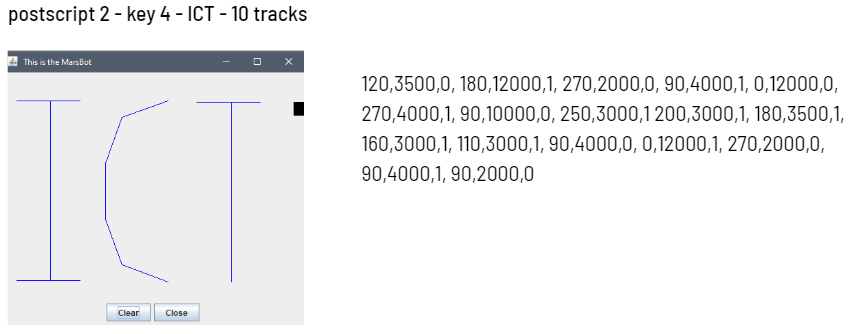 postscript 2 - key 4 - ICT - 10 tracks
This is the MarsBot
120,3500,0, 180,12000,1, 270,2000,0, 90,4000,1, 0,12000,0,
270,4000,1, 90,10000,0, 250,3000,1 200,3000,1, 180,3500,1,
160,3000,1, 110,3000,1, 90,4000,0, 0,12000,1, 270,2000,0,
90,4000,1, 90,2000,0
Clear Close